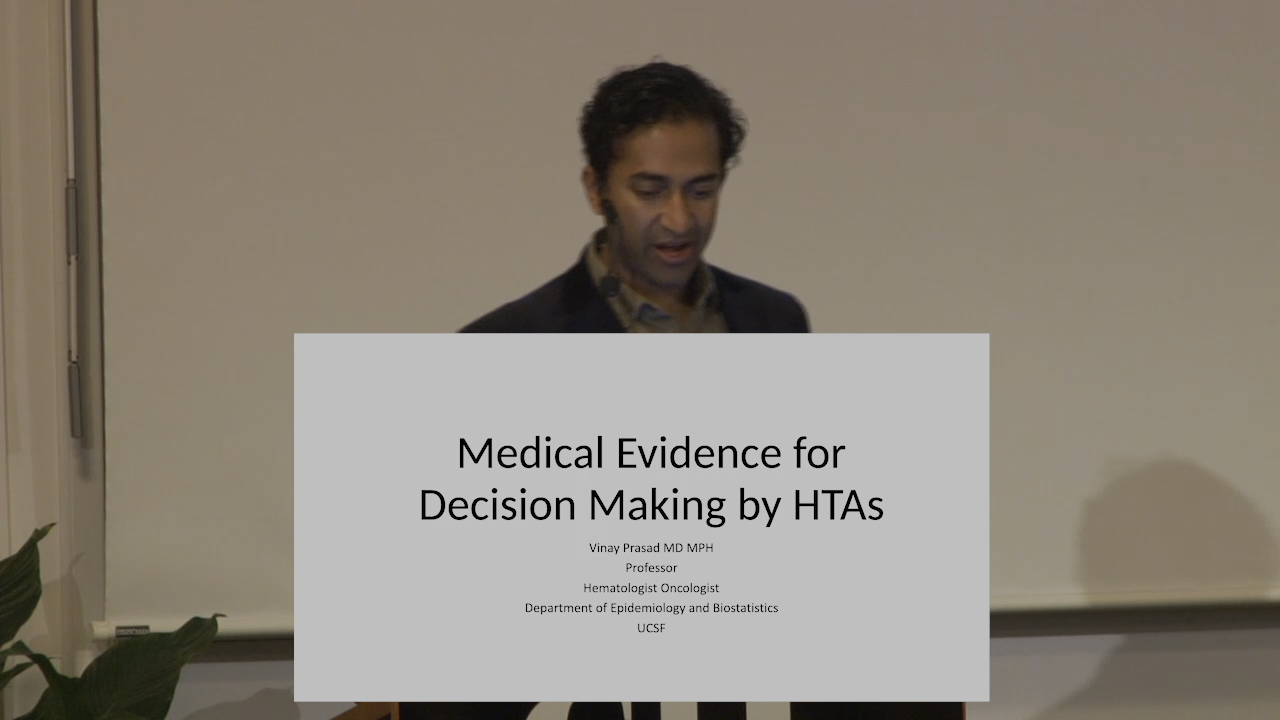 Medical Evidence for
Decision Making by HTAs
Vinay Prasad MD MPH
Professor
Hematologist Oncologist
Department of Epidemiology and Biostatistics
UCSF